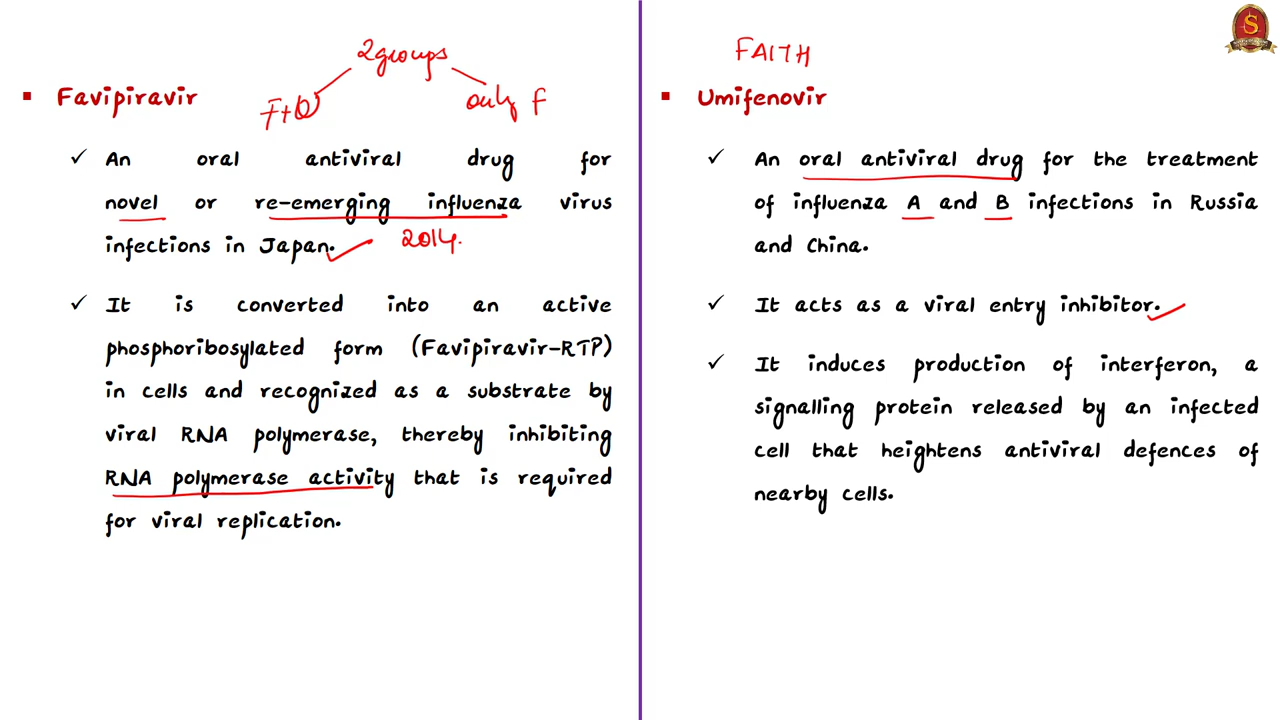 2groups
F+U
only F
▪ Favipiravir
✓ An oral antiviral drug for
novel or re-emerging influenza virus
infections in Japan.
2014.
✓ It is converted into an active
phosphoribosylated form (Favipiravir-RTP)
in cells and recognized as a substrate by
viral RNA polymerase, thereby inhibiting
RNA polymerase activity that is required
for viral replication.
FAITH
▪ Umifenovir
✓ An oral antiviral drug for the treatment
of influenza A and B infections in Russia
and China.
✓ It acts as a viral entry inhibitor.
✓ It induces production of interferon, a
signalling protein released by an infected
cell that heightens antiviral defences of
nearby cells.
S